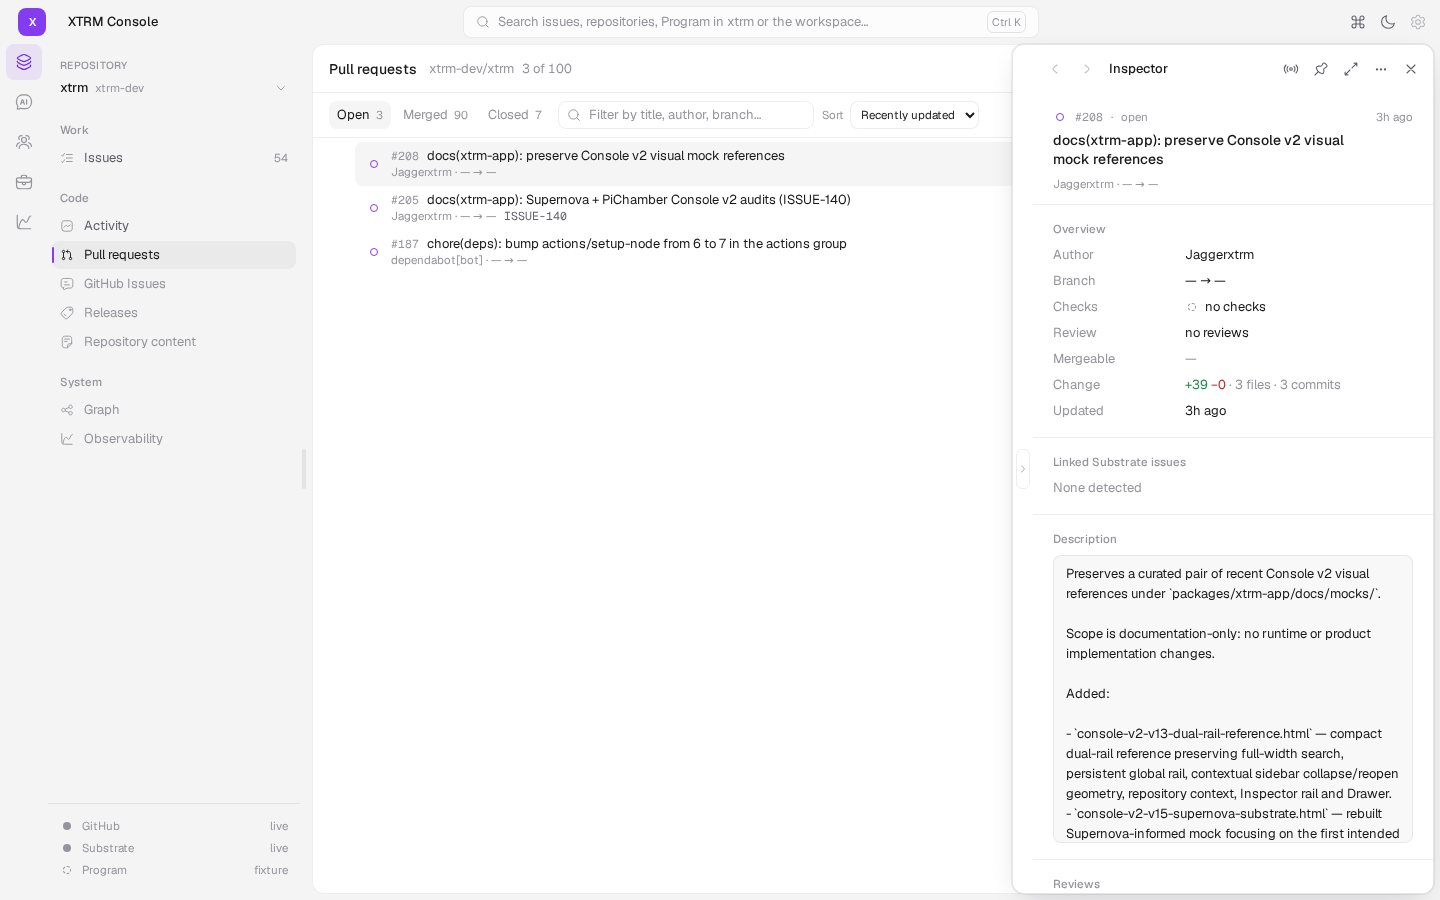 X XTRM Console
Search issues, repositories, Program in xtrm or the workspace... Ctrl K
REPOSITORY
xtrm xtrm-dev
Work
Issues 54
Code
Activity
Pull requests
GitHub Issues
Releases
Repository content
System
Graph
Observability
GitHub live
Substrate live
Program fixture
Pull requests xtrm-dev/xtrm 3 of 100
Open 3 Merged 90 Closed 7 Filter by title, author, branch... Sort Recently updated
#208 docs(xtrm-app): preserve Console v2 visual mock references
Jaggerxtrm · — → —
#205 docs(xtrm-app): Supernova + PiChamber Console v2 audits (ISSUE-140)
Jaggerxtrm · — → — ISSUE-140
#187 chore(deps): bump actions/setup-node from 6 to 7 in the actions group
dependabot[bot] · — → —
Inspector
#208 · open 3h ago
docs(xtrm-app): preserve Console v2 visual
mock references
Jaggerxtrm · — → —
Overview
Author Jaggerxtrm
Branch — → —
Checks no checks
Review no reviews
Mergeable —
Change +39 −0 · 3 files · 3 commits
Updated 3h ago
Linked Substrate issues
None detected
Description
Preserves a curated pair of recent Console v2 visual
references under `packages/xtrm-app/docs/mocks/`.
Scope is documentation-only: no runtime or product
implementation changes.
Added:
- `console-v2-v13-dual-rail-reference.html` — compact
dual-rail reference preserving full-width search,
persistent global rail, contextual sidebar collapse/reopen
geometry, repository context, Inspector rail and Drawer.
- `console-v2-v15-supernova-substrate.html` — rebuilt
Supernova-informed mock focusing on the first intended
Reviews